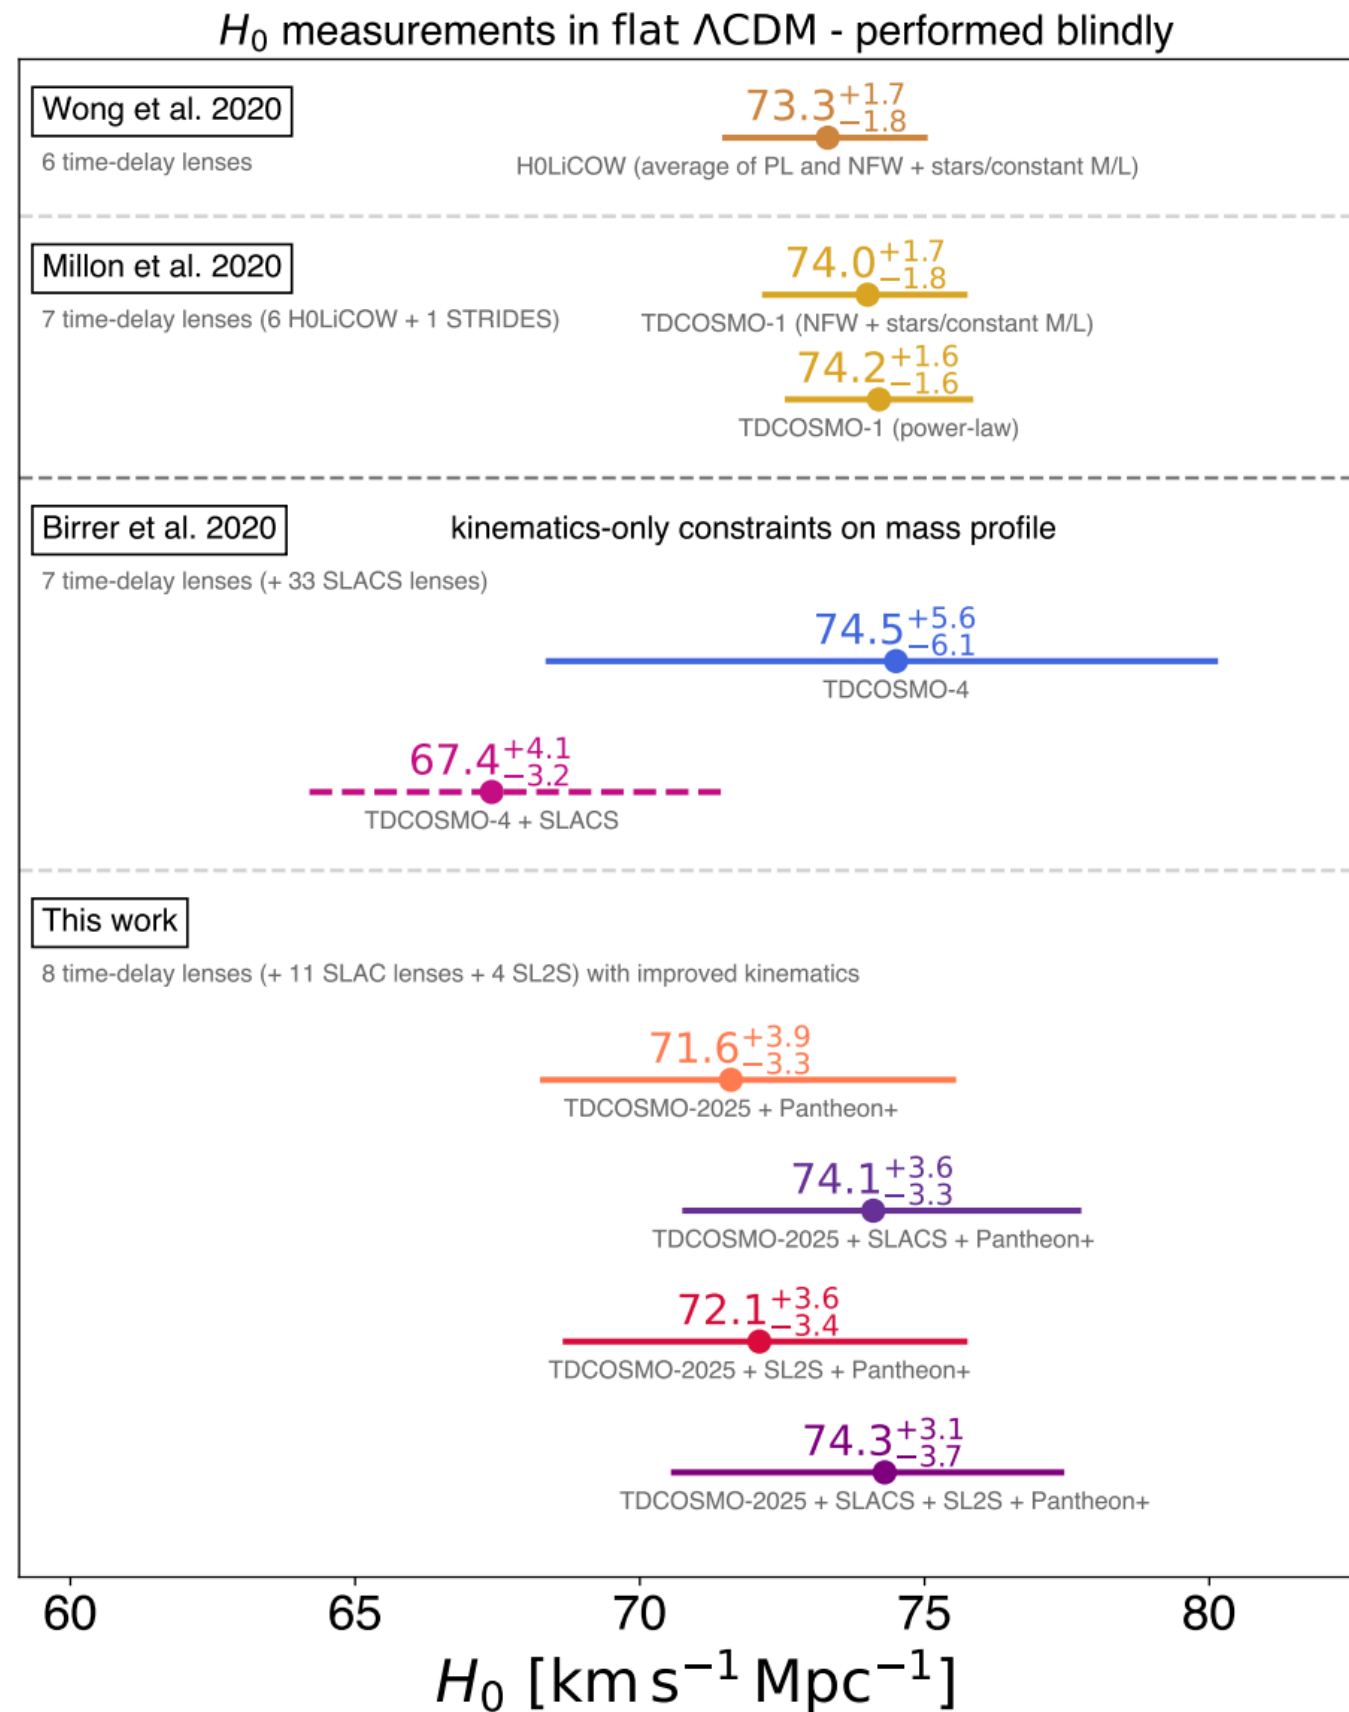 H₀ measurements in flat ΛCDM - performed blindly
Wong et al. 2020
6 time-delay lenses
73.3+1.7−1.8
H0LiCOW (average of PL and NFW + stars/constant M/L)
Millon et al. 2020
7 time-delay lenses (6 H0LiCOW + 1 STRIDES)
74.0+1.7−1.8
TDCOSMO-1 (NFW + stars/constant M/L)
74.2+1.6−1.6
TDCOSMO-1 (power-law)
Birrer et al. 2020
kinematics-only constraints on mass profile
7 time-delay lenses (+ 33 SLACS lenses)
74.5+5.6−6.1
TDCOSMO-4
67.4+4.1−3.2
TDCOSMO-4 + SLACS
This work
8 time-delay lenses (+ 11 SLAC lenses + 4 SL2S) with improved kinematics
71.6+3.9−3.3
TDCOSMO-2025 + Pantheon+
74.1+3.6−3.3
TDCOSMO-2025 + SLACS + Pantheon+
72.1+3.6−3.4
TDCOSMO-2025 + SL2S + Pantheon+
74.3+3.1−3.7
TDCOSMO-2025 + SLACS + SL2S + Pantheon+
60 65 70 75 80
H₀ [km s⁻¹ Mpc⁻¹]